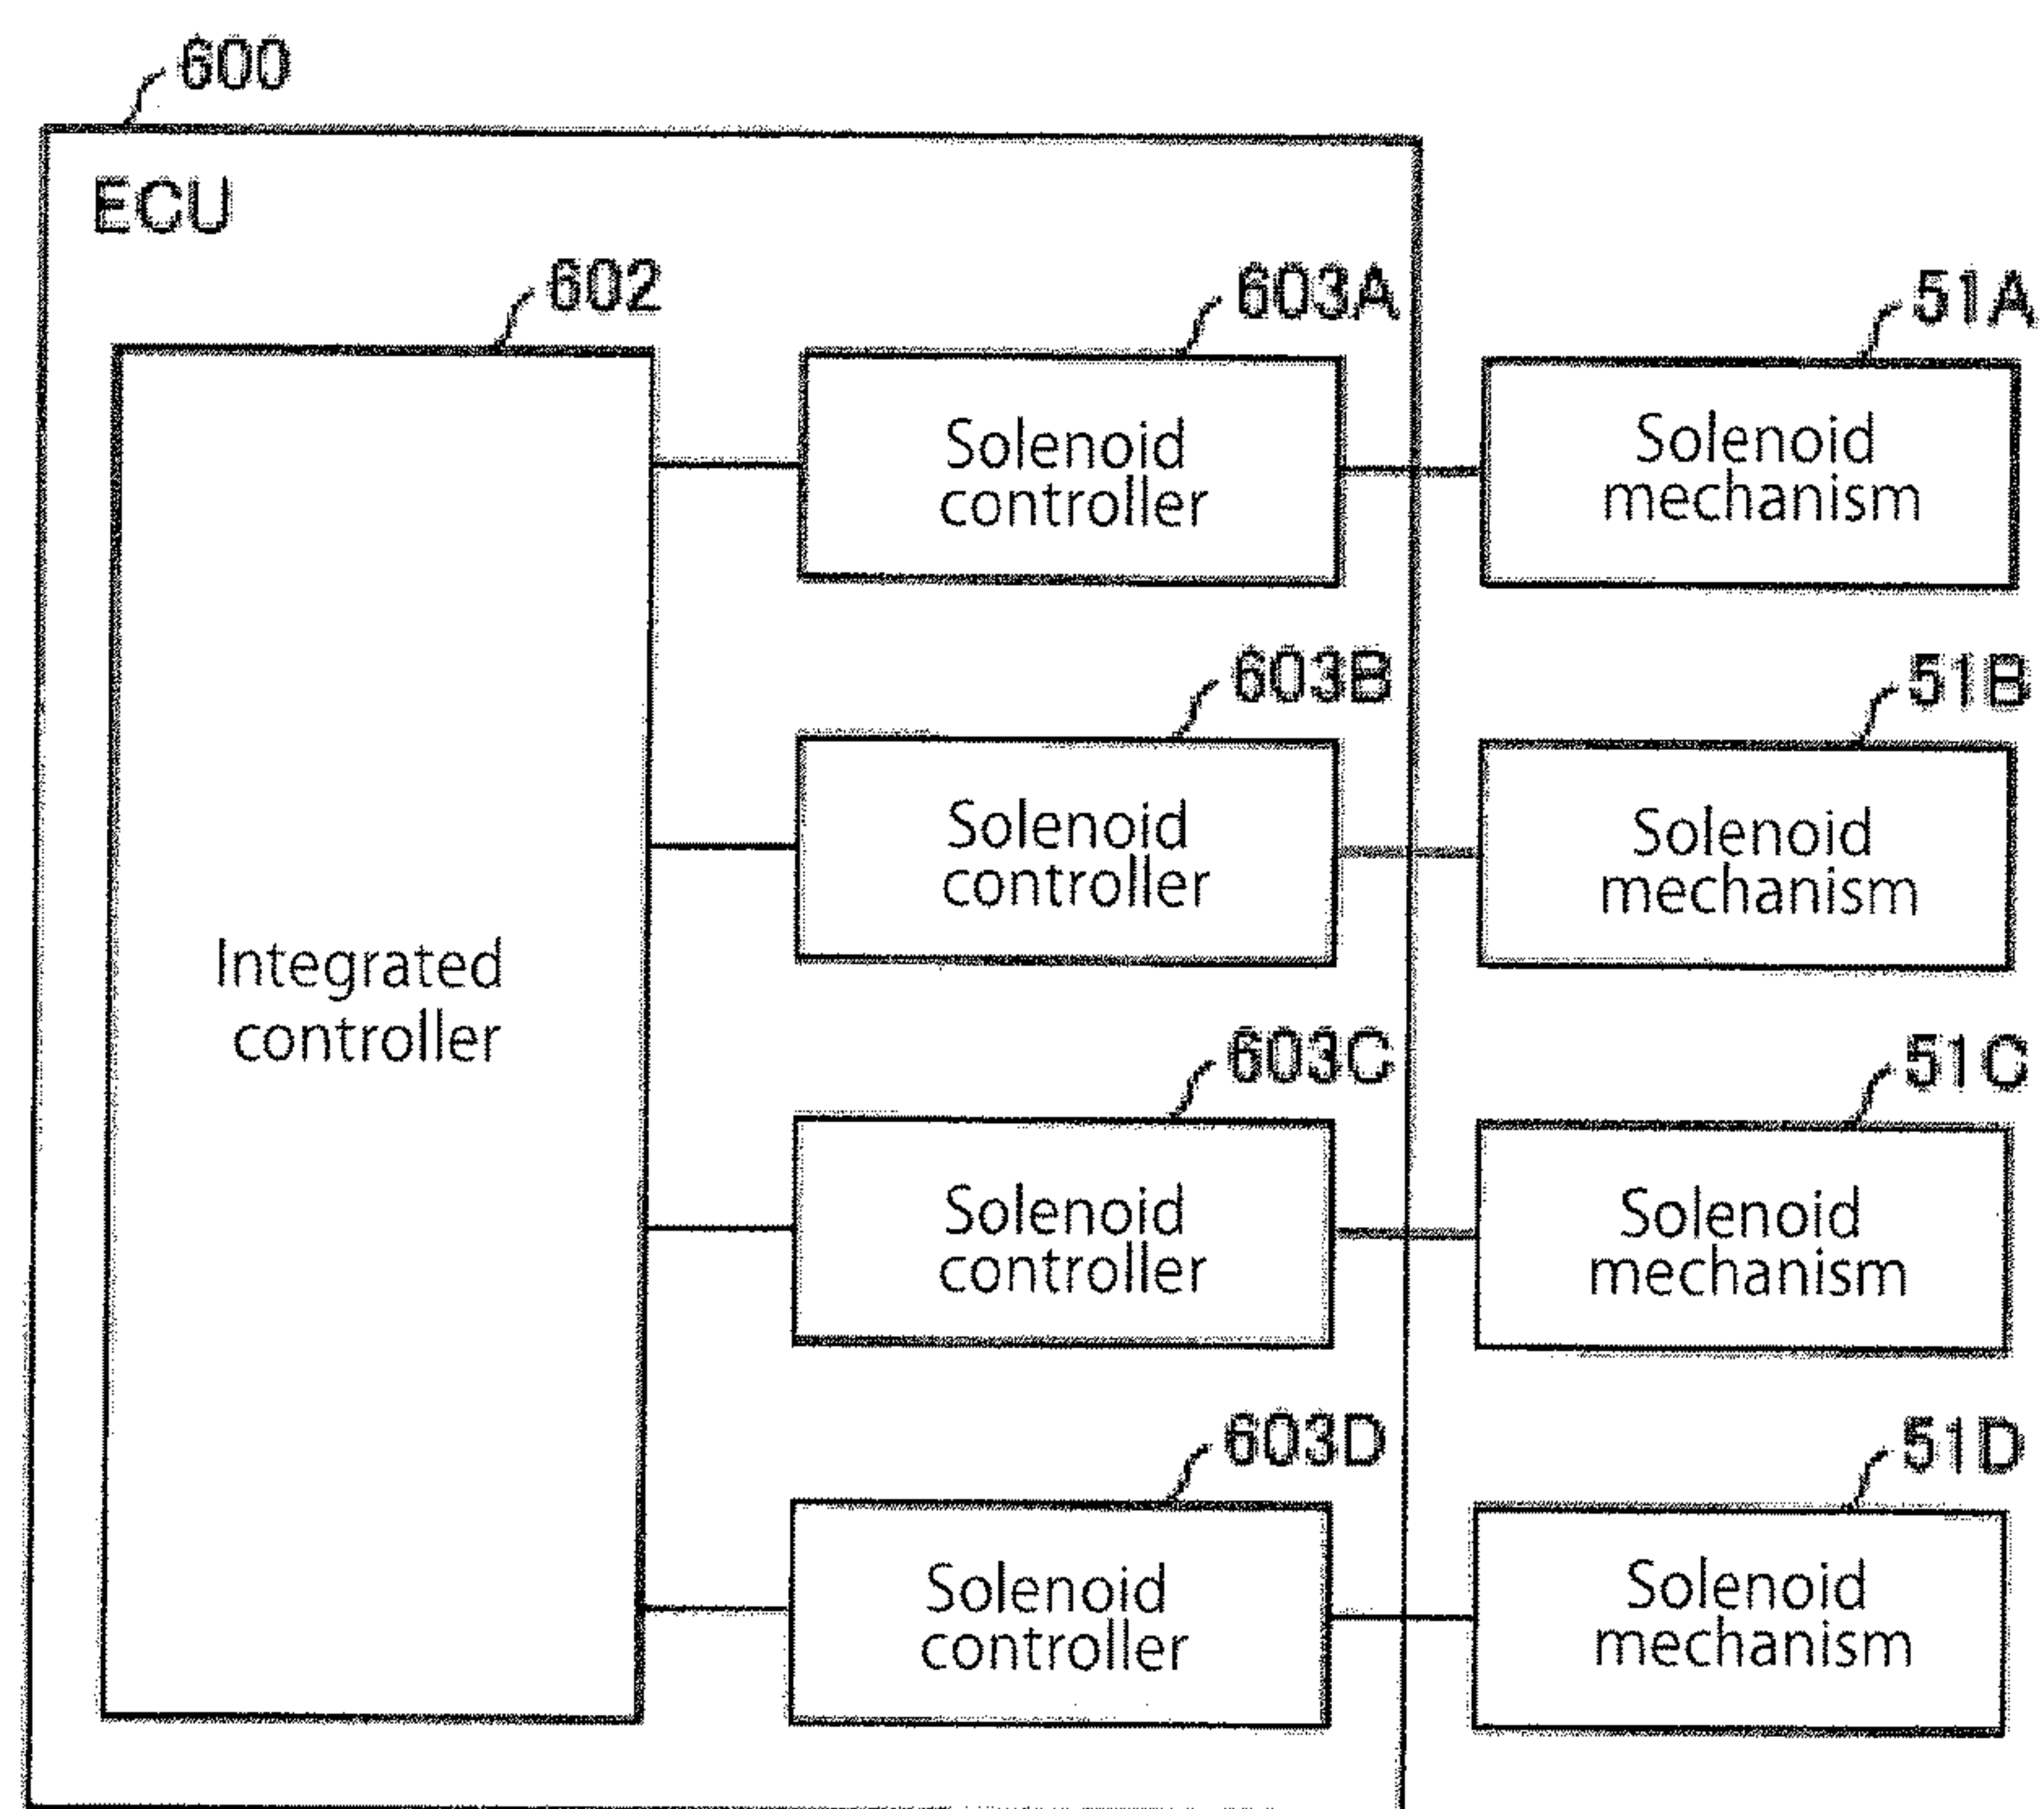 600
ECU
602
603A
51A
Solenoid
controller
Solenoid
mechanism
603B
51B
Solenoid
controller
Solenoid
mechanism
Integrated
controller
603C
51C
Solenoid
controller
Solenoid
mechanism
603D
51D
Solenoid
controller
Solenoid
mechanism